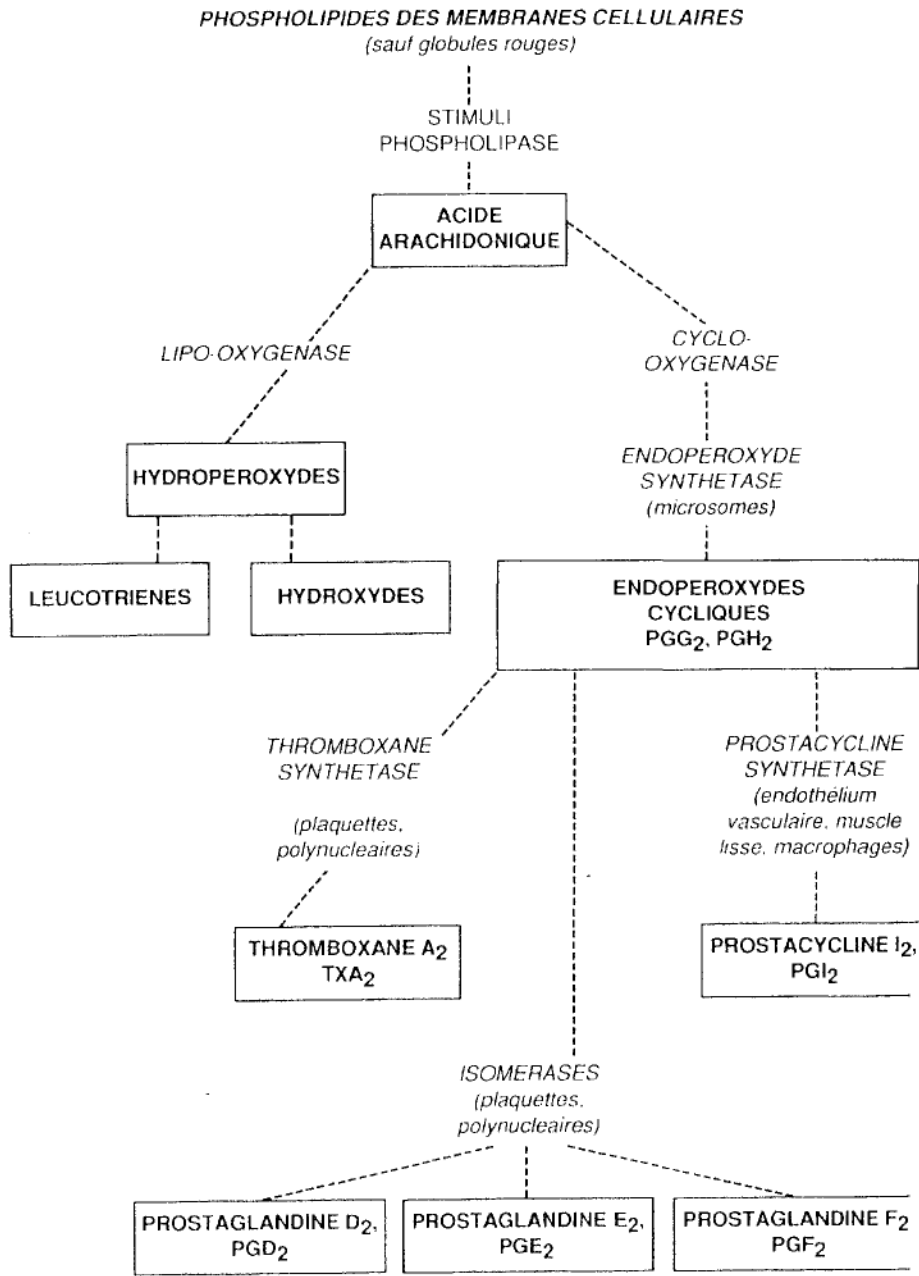 PHOSPHOLIPIDES DES MEMBRANES CELLULAIRES
(sauf globules rouges)
STIMULI
PHOSPHOLIPASE
ACIDE
ARACHIDONIQUE
LIPO-OXYGENASE
CYCLO-
OXYGENASE
HYDROPEROXYDES
ENDOPEROXYDE
SYNTHETASE
(microsomes)
LEUCOTRIENES
HYDROXYDES
ENDOPEROXYDES
CYCLIQUES
PGG2, PGH2
THROMBOXANE
SYNTHETASE
(plaquettes,
polynucleaires)
PROSTACYCLINE
SYNTHETASE
(endothélium
vasculaire, muscle
lisse, macrophages)
THROMBOXANE A2
TXA2
PROSTACYCLINE I2,
PGI2
ISOMERASES
(plaquettes,
polynucleaires)
PROSTAGLANDINE D2,
PGD2
PROSTAGLANDINE E2,
PGE2
PROSTAGLANDINE F2
PGF2